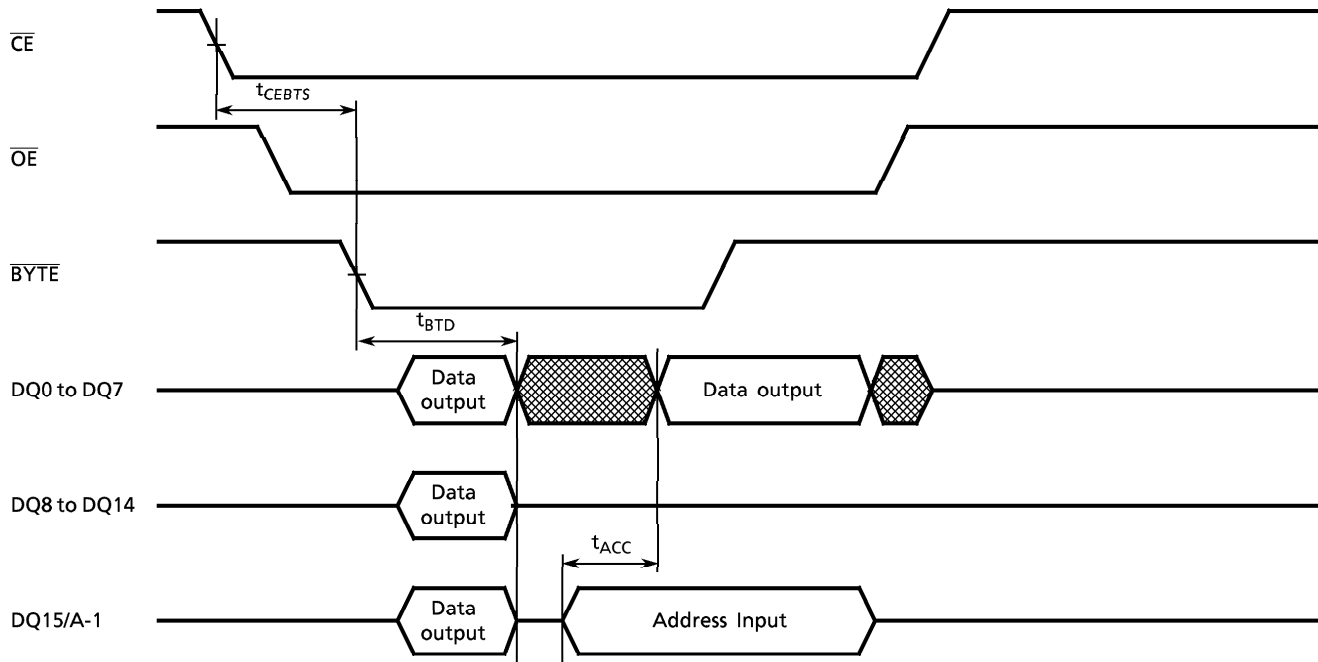 CE
tCEBTS
OE
BYTE
tBTD
DQ0 to DQ7
Data
output
Data output
DQ8 to DQ14
Data
output
tACC
DQ15/A-1
Data
output
Address Input